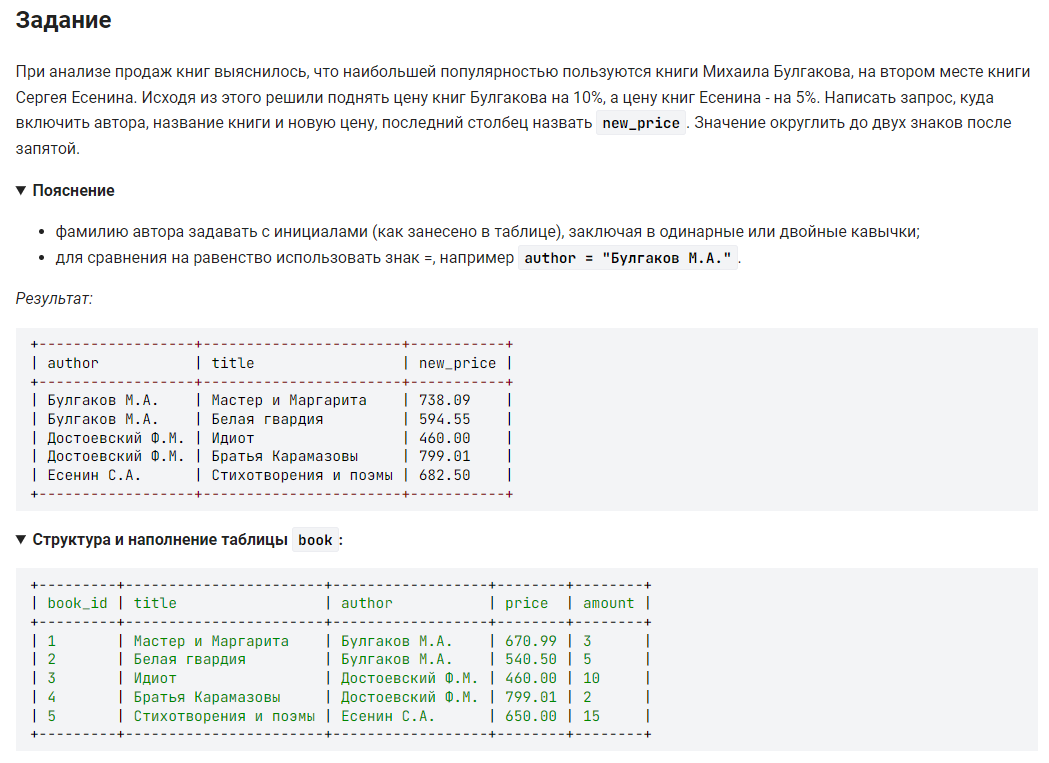 Задание
При анализе продаж книг выяснилось, что наибольшей популярностью пользуются книги Михаила Булгакова, на втором месте книги
Сергея Есенина. Исходя из этого решили поднять цену книг Булгакова на 10%, а цену книг Есенина - на 5%. Написать запрос, куда
включить автора, название книги и новую цену, последний столбец назвать new_price. Значение округлить до двух знаков после
запятой.
▼ Пояснение
• фамилию автора задавать с инициалами (как занесено в таблице), заключая в одинарные или двойные кавычки;
• для сравнения на равенство использовать знак =, например author = "Булгаков М.А.".
Результат:
+------------------+-----------------------+-----------+
| author           | title                 | new_price |
+------------------+-----------------------+-----------+
| Булгаков М.А.    | Мастер и Маргарита    | 738.09    |
| Булгаков М.А.    | Белая гвардия         | 594.55    |
| Достоевский Ф.М. | Идиот                 | 460.00    |
| Достоевский Ф.М. | Братья Карамазовы     | 799.01    |
| Есенин С.А.      | Стихотворения и поэмы | 682.50    |
+------------------+-----------------------+-----------+
▼ Структура и наполнение таблицы book:
+---------+-----------------------+------------------+--------+--------+
| book_id | title                 | author           | price  | amount |
+---------+-----------------------+------------------+--------+--------+
| 1       | Мастер и Маргарита    | Булгаков М.А.    | 670.99 | 3      |
| 2       | Белая гвардия         | Булгаков М.А.    | 540.50 | 5      |
| 3       | Идиот                 | Достоевский Ф.М. | 460.00 | 10     |
| 4       | Братья Карамазовы     | Достоевский Ф.М. | 799.01 | 2      |
| 5       | Стихотворения и поэмы | Есенин С.А.      | 650.00 | 15     |
+---------+-----------------------+------------------+--------+--------+